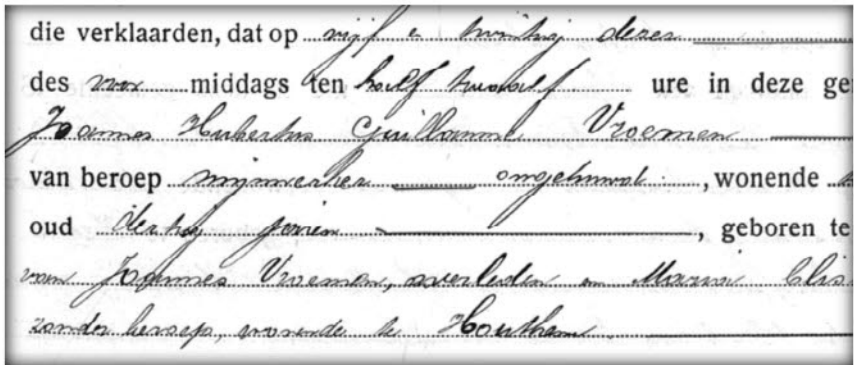 die verklaarden, dat op vijf en twintig dezer
des voor middags ten half twaalf ure in deze ge
Joannes Hubertus Guillaume Vroemen
van beroep mijnwerker ongehuwd, wonende
oud dertig jaren, geboren te
van Joannes Vroemen, overleden en Maria Elis
zonder beroep, wonende te Houthem.